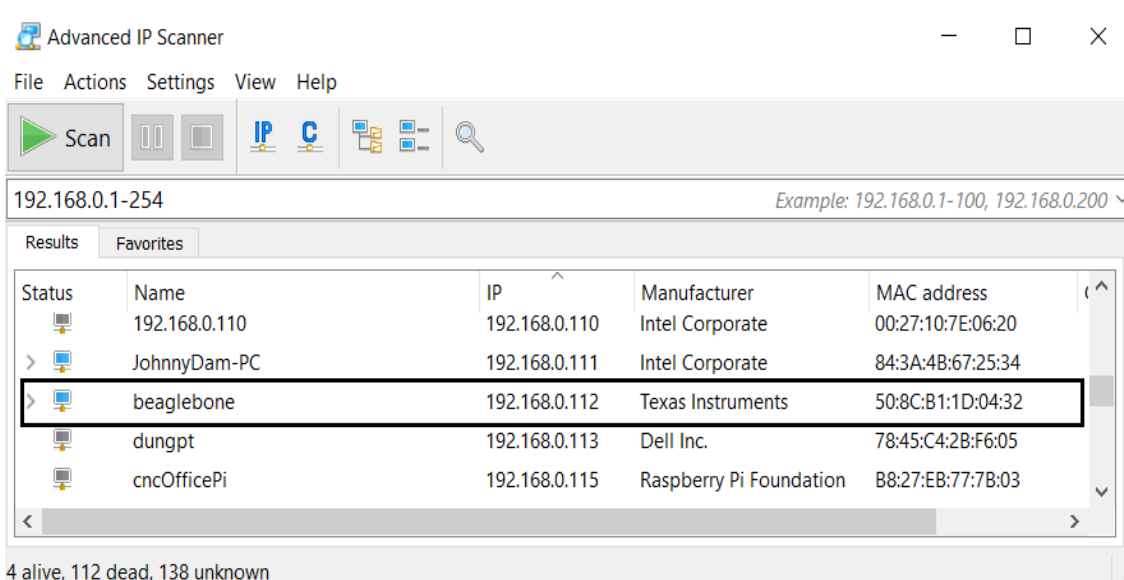 Advanced IP Scanner
File Actions Settings View Help
Scan IP C
192.168.0.1-254 Example: 192.168.0.1-100, 192.168.0.200
Results Favorites
Status Name IP Manufacturer MAC address
192.168.0.110 192.168.0.110 Intel Corporate 00:27:10:7E:06:20
JohnnyDam-PC 192.168.0.111 Intel Corporate 84:3A:4B:67:25:34
beaglebone 192.168.0.112 Texas Instruments 50:8C:B1:1D:04:32
dungpt 192.168.0.113 Dell Inc. 78:45:C4:2B:F6:05
cncOfficePi 192.168.0.115 Raspberry Pi Foundation B8:27:EB:77:7B:03
4 alive, 112 dead, 138 unknown